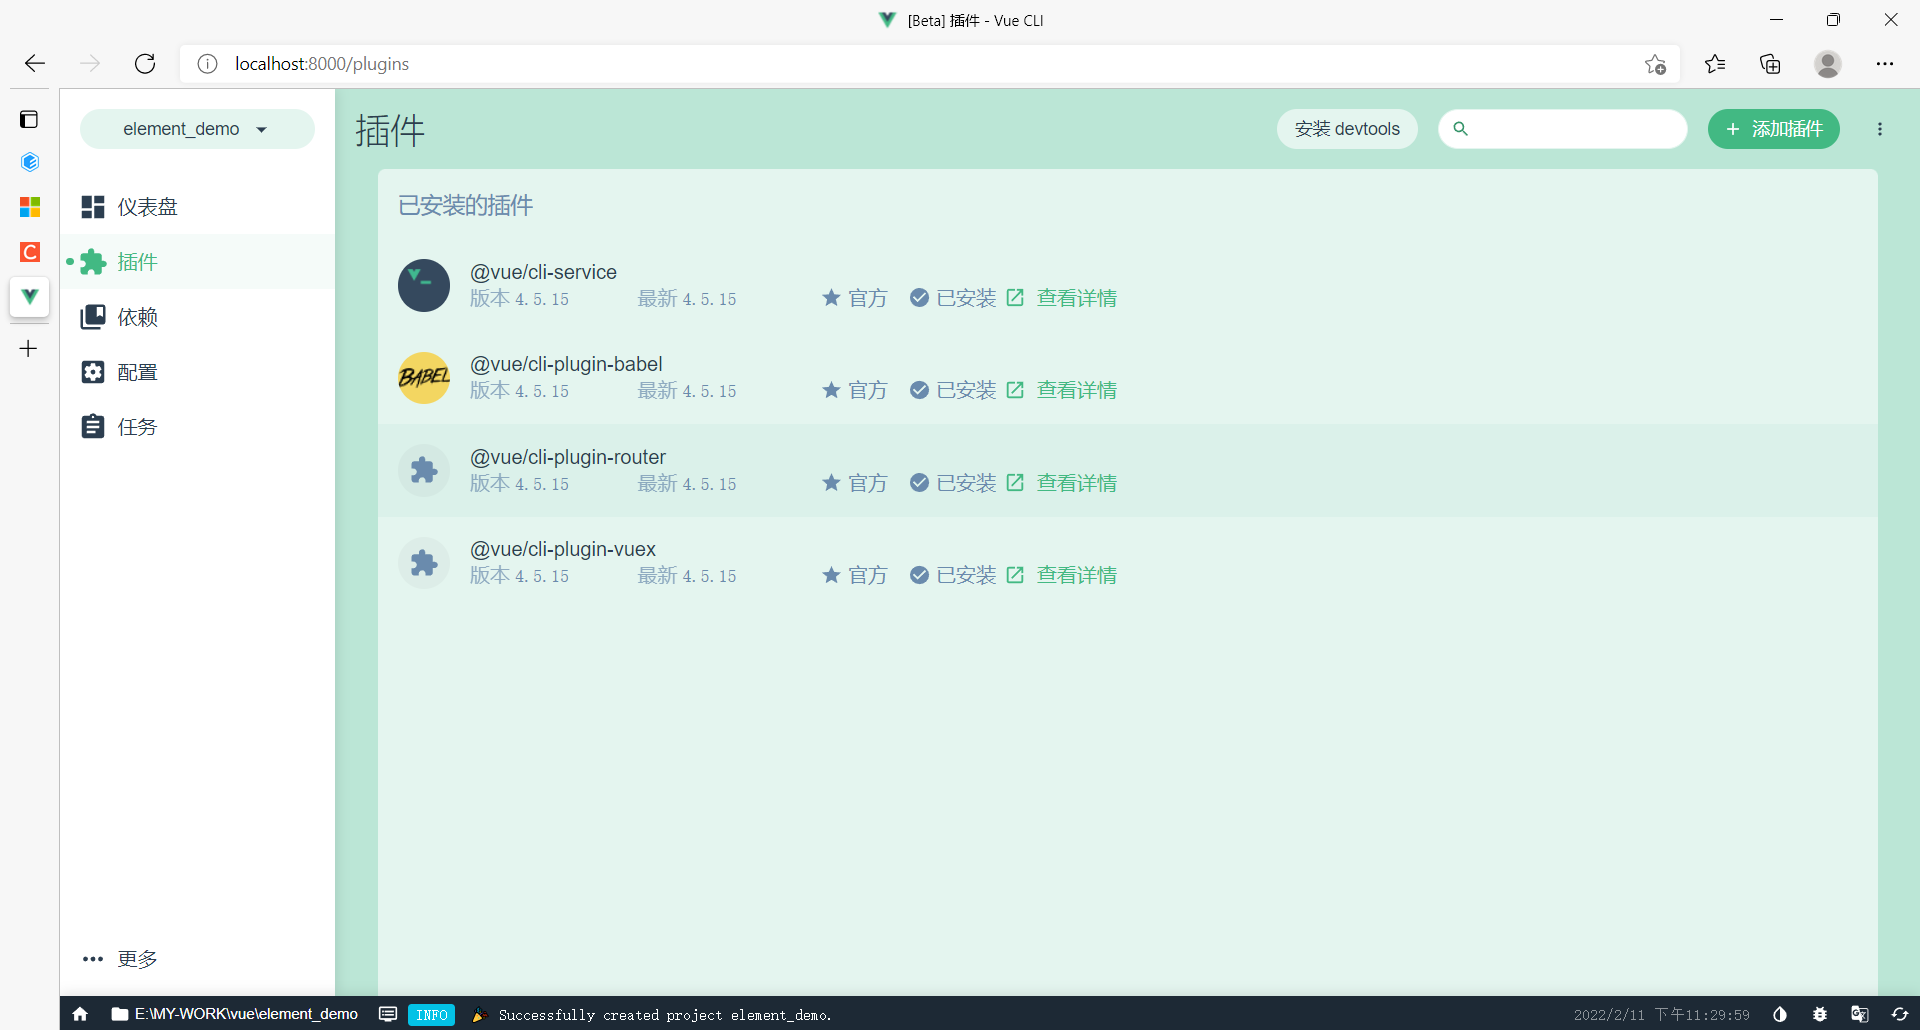 [Beta] 插件 - Vue CLI
localhost:8000/plugins
element_demo
插件
安装 devtools
添加插件
仪表盘
插件
依赖
配置
任务
更多
已安装的插件
@vue/cli-service
版本 4.5.15 最新 4.5.15 官方 已安装 查看详情
BABEL
@vue/cli-plugin-babel
版本 4.5.15 最新 4.5.15 官方 已安装 查看详情
@vue/cli-plugin-router
版本 4.5.15 最新 4.5.15 官方 已安装 查看详情
@vue/cli-plugin-vuex
版本 4.5.15 最新 4.5.15 官方 已安装 查看详情
E:\MY-WORK\vue\element_demo INFO Successfully created project element_demo. 2022/2/11 下午11:29:59